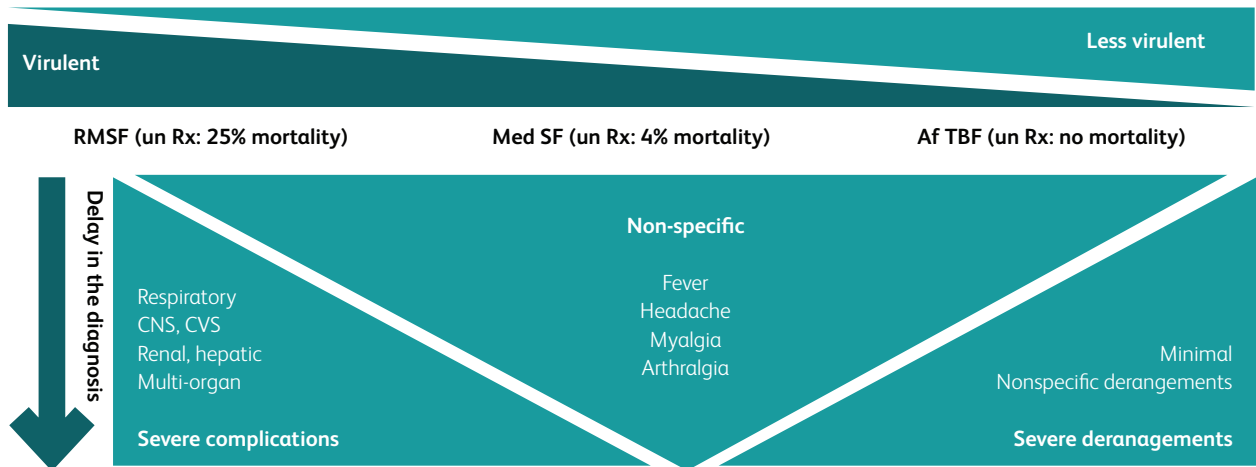 Virulent
Less virulent
RMSF (un Rx: 25% mortality)
Med SF (un Rx: 4% mortality)
Af TBF (un Rx: no mortality)
Delay in the diagnosis
Respiratory
CNS, CVS
Renal, hepatic
Multi-organ
Severe complications
Non-specific
Fever
Headache
Myalgia
Arthralgia
Minimal
Nonspecific derangements
Severe deranagements